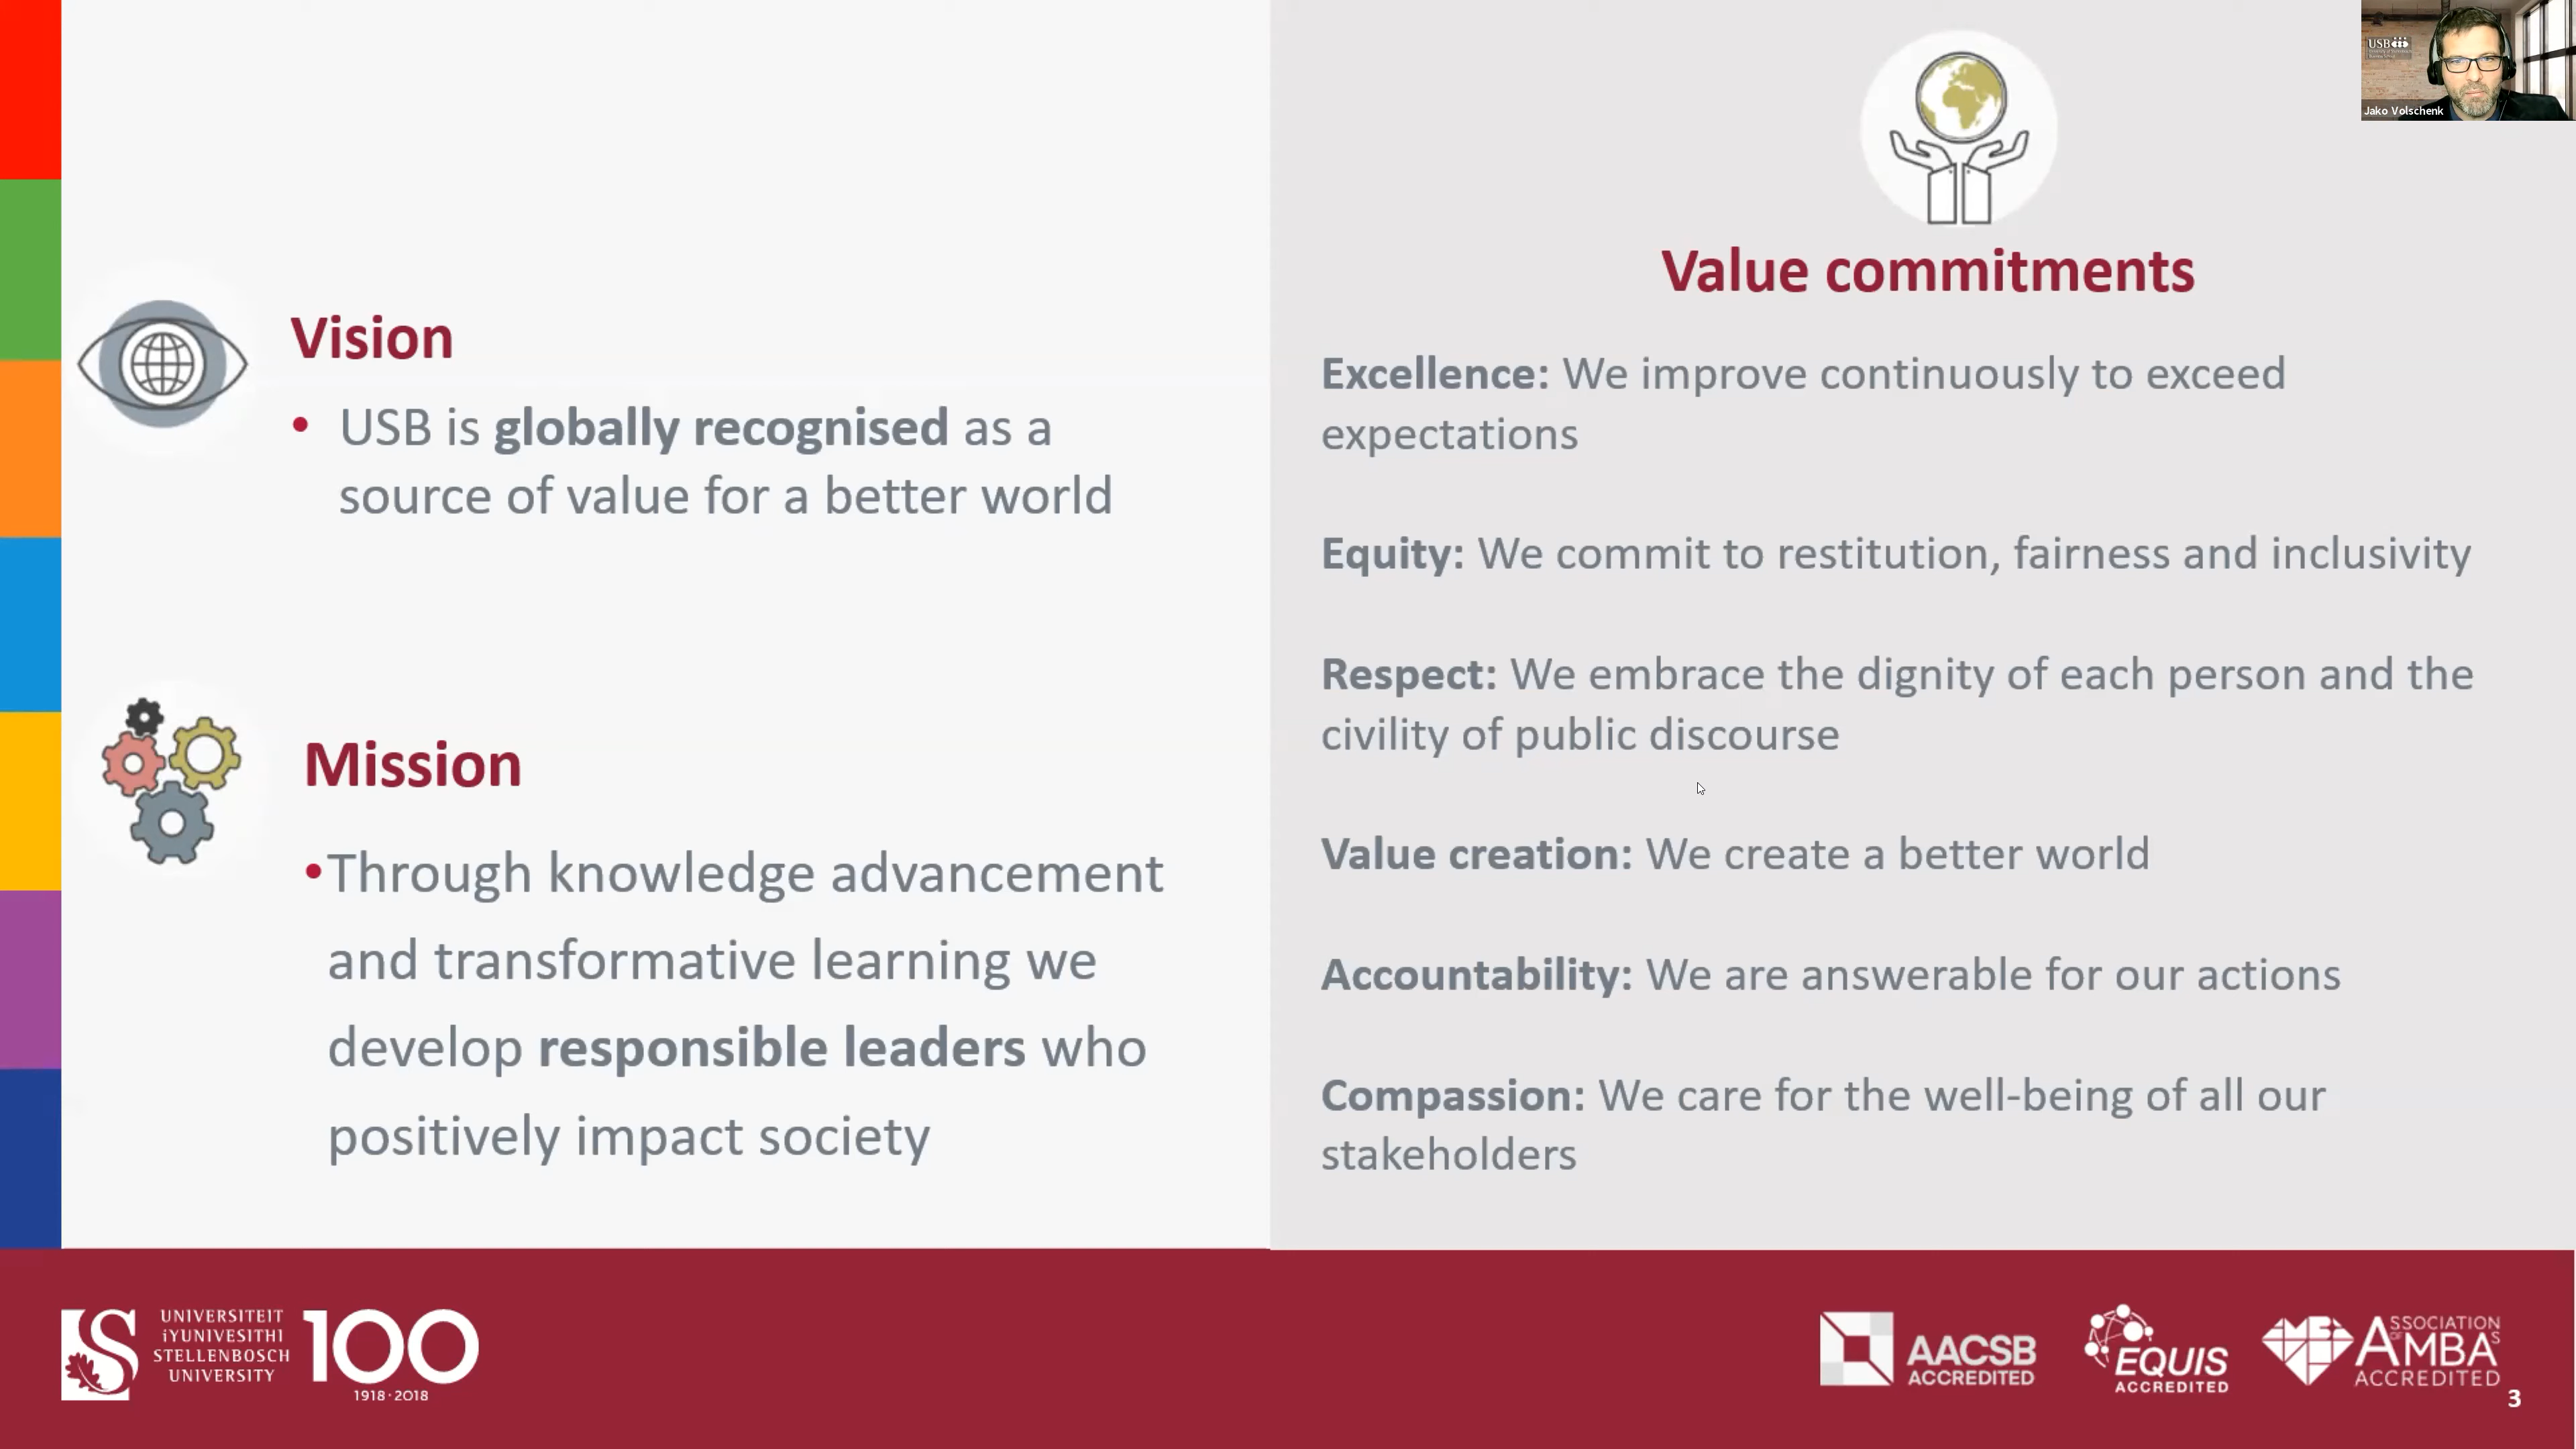 Vision
• USB is globally recognised as a
source of value for a better world
Mission
•Through knowledge advancement
and transformative learning we
develop responsible leaders who
positively impact society
Value commitments
Excellence: We improve continuously to exceed
expectations
Equity: We commit to restitution, fairness and inclusivity
Respect: We embrace the dignity of each person and the
civility of public discourse
Value creation: We create a better world
Accountability: We are answerable for our actions
Compassion: We care for the well-being of all our
stakeholders
USB
Jako Volschenk
UNIVERSITEIT
iYUNIVESITHI
STELLENBOSCH
UNIVERSITY
100
1918·2018
AACSB
ACCREDITED
EQUIS
ACCREDITED
ASSOCIATION
OF AMBAS
ACCREDITED
3